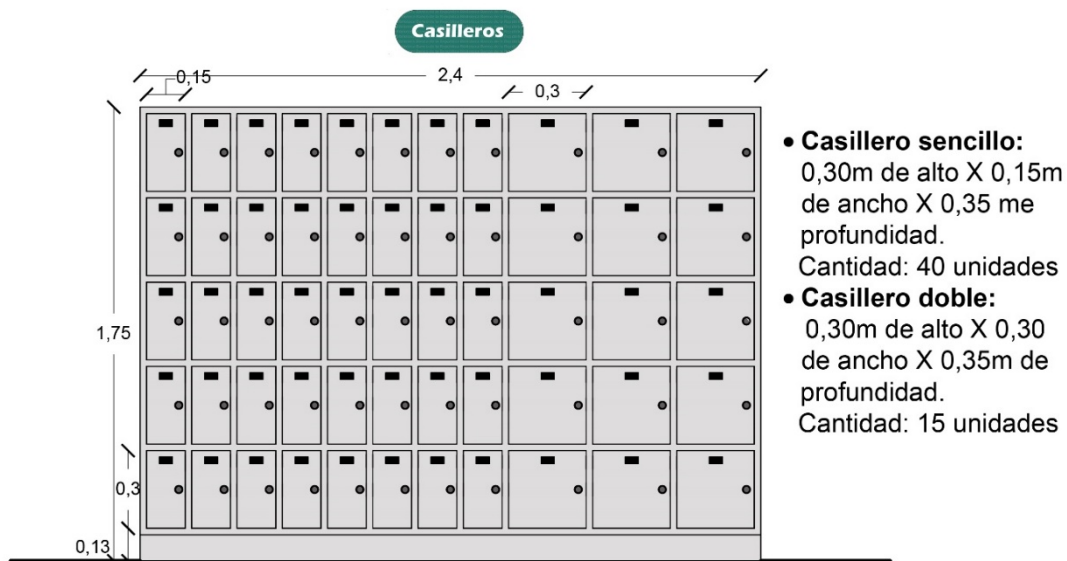 Casilleros
0,15
2,4
0,3
1,75
0,3
0,13
• Casillero sencillo:
0,30m de alto X 0,15m
de ancho X 0,35 me
profundidad.
Cantidad: 40 unidades
• Casillero doble:
0,30m de alto X 0,30
de ancho X 0,35m de
profundidad.
Cantidad: 15 unidades